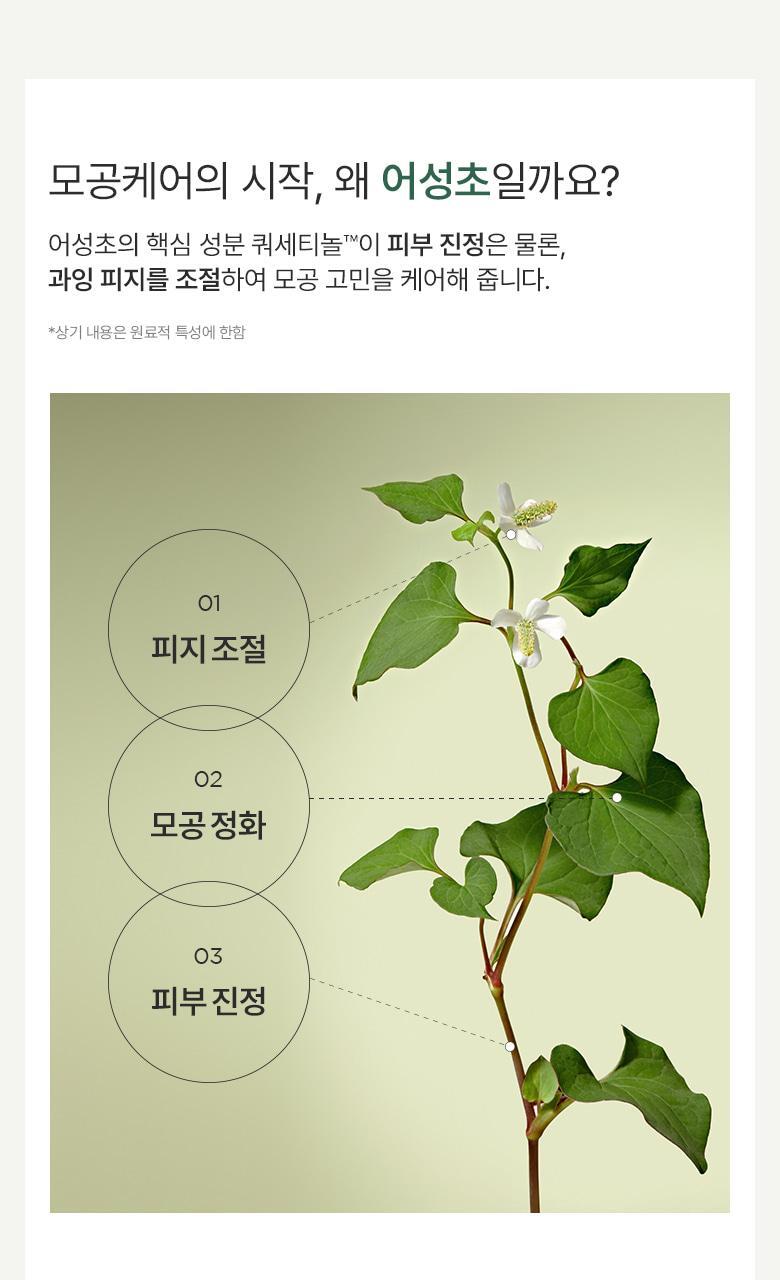 모공케어의 시작, 왜 어성초일까요?
어성초의 핵심 성분 쿼세티놀™이 피부 진정은 물론,
과잉 피지를 조절하여 모공 고민을 케어해 줍니다.
*상기 내용은 원료적 특성에 한함
01
피지 조절
02
모공 정화
03
피부 진정